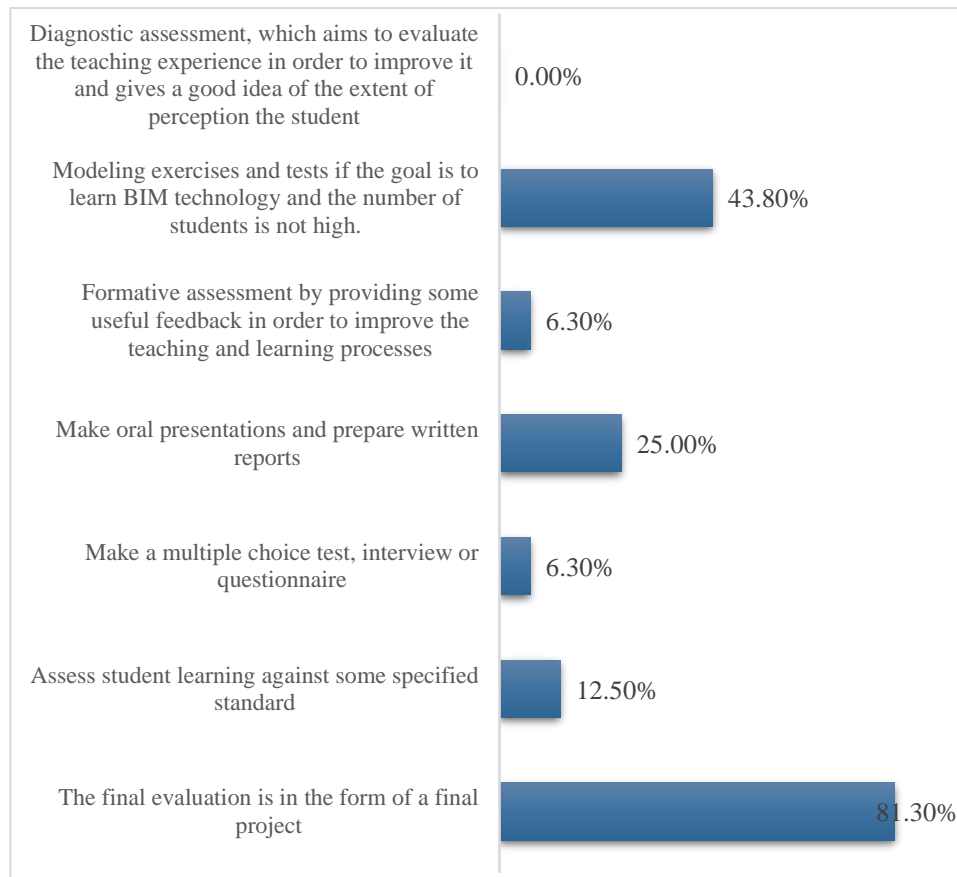 Diagnostic assessment, which aims to evaluate
the teaching experience in order to improve it
and gives a good idea of the extent of
perception the student
0.00%
Modeling exercises and tests if the goal is to
learn BIM technology and the number of
students is not high.
43.80%
Formative assessment by providing some
useful feedback in order to improve the
teaching and learning processes
6.30%
Make oral presentations and prepare written
reports
25.00%
Make a multiple choice test, interview or
questionnaire
6.30%
Assess student learning against some specified
standard
12.50%
The final evaluation is in the form of a final
project
81.30%